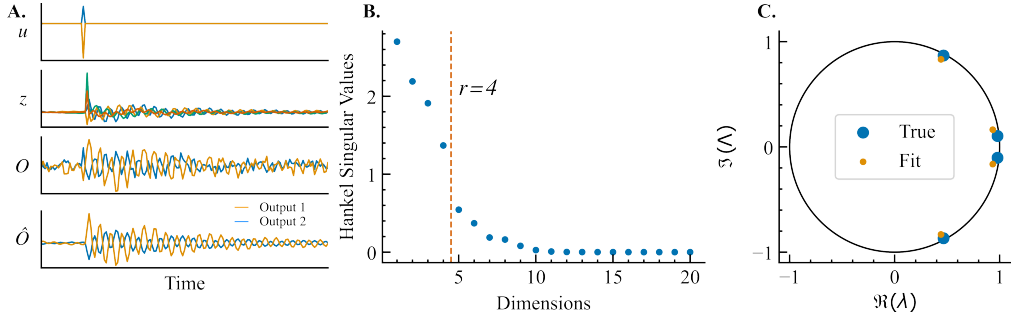 A.
u
z
O
Output 1
Output 2
Ô
Time
B.
Hankel Singular Values
2
1
0
r=4
5
10
15
20
Dimensions
C.
ℑ(Λ)
1
0
−1
True
Fit
−1
0
1
ℜ(λ)